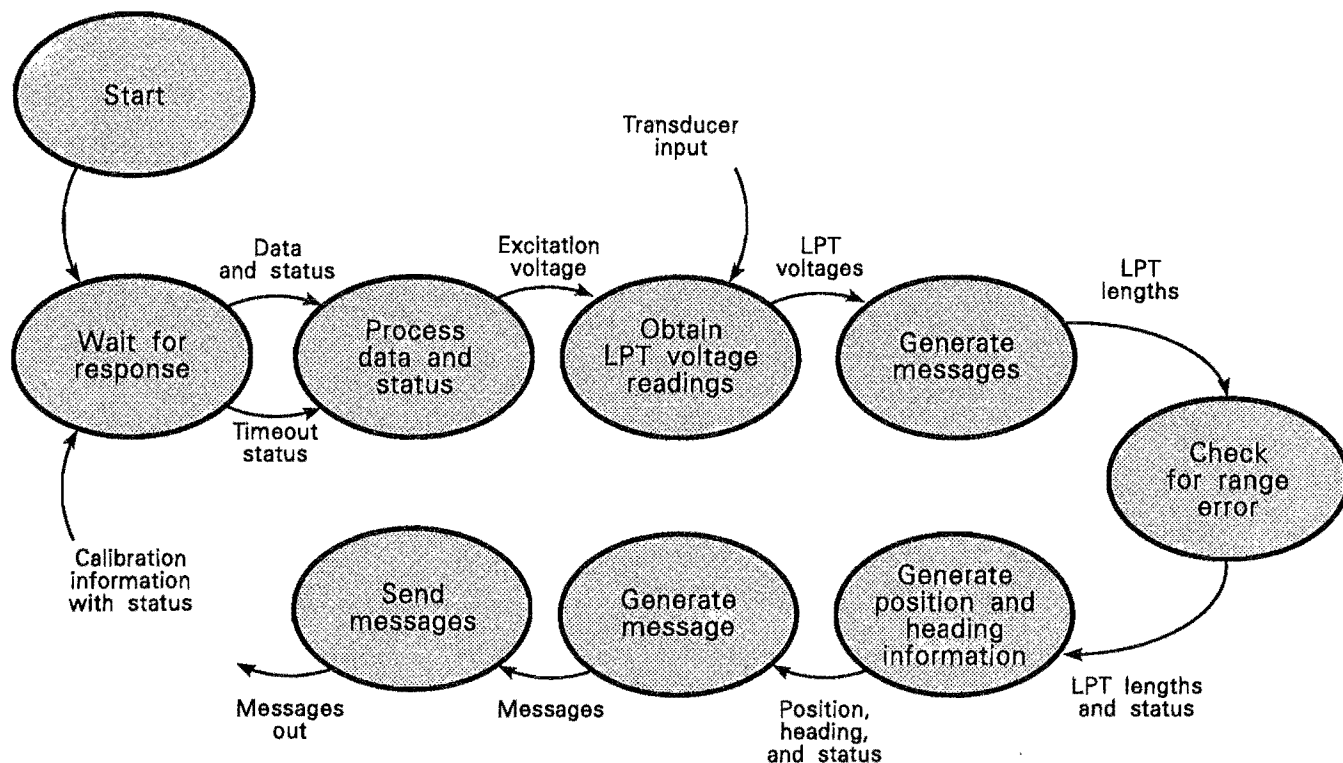 Start
Transducer
input
Data
and status
Excitation
voltage
LPT
voltages
LPT
lengths
Wait for
response
Process
data and
status
Obtain
LPT voltage
readings
Generate
messages
Timeout
status
Check
for range
error
Calibration
information
with status
Send
messages
Generate
message
Generate
position and
heading
information
Messages
out
Messages
Position,
heading,
and status
LPT lengths
and status